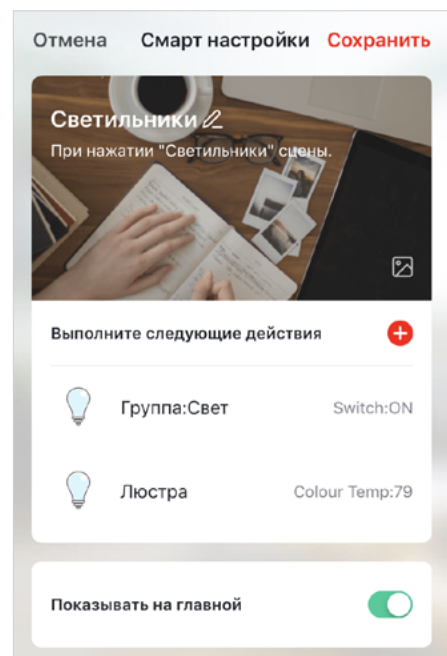 Отмена Смарт настройки Сохранить
Светильники
При нажатии "Светильники" сцены.
Выполните следующие действия
Группа:Свет Switch:ON
Люстра Colour Temp:79
Показывать на главной